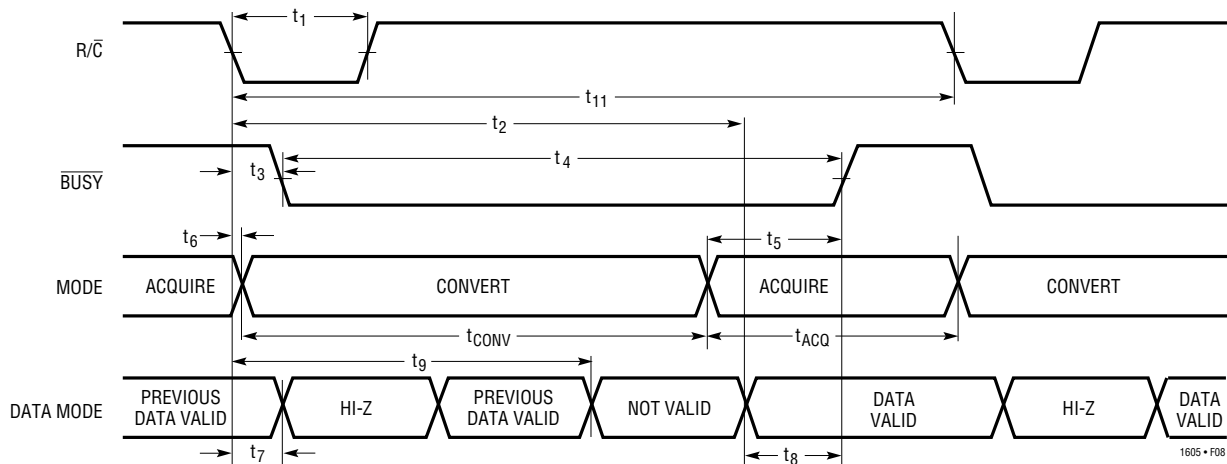 t1
R/C̅
t11
t2
t3
t4
B̅U̅S̅Y̅
t6
t5
MODE
ACQUIRE
CONVERT
ACQUIRE
CONVERT
tCONV
tACQ
t9
DATA MODE
PREVIOUS
DATA VALID
HI-Z
PREVIOUS
DATA VALID
NOT VALID
DATA
VALID
HI-Z
DATA
VALID
t7
t8
1605 • F08